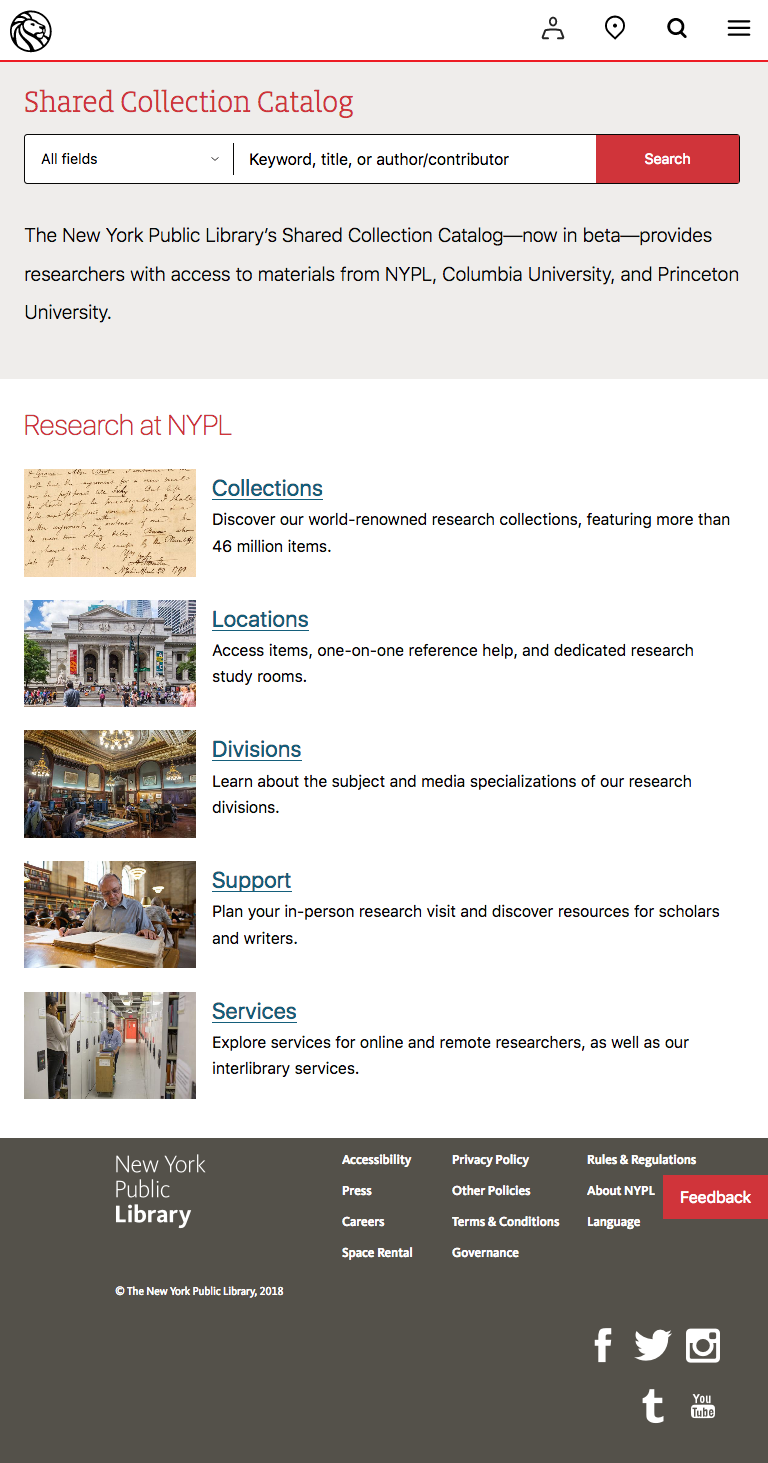 Shared Collection Catalog
All fields
Keyword, title, or author/contributor
Search
The New York Public Library’s Shared Collection Catalog—now in beta—provides
researchers with access to materials from NYPL, Columbia University, and Princeton
University.
Research at NYPL
Collections
Discover our world-renowned research collections, featuring more than
46 million items.
Locations
Access items, one-on-one reference help, and dedicated research
study rooms.
Divisions
Learn about the subject and media specializations of our research
divisions.
Support
Plan your in-person research visit and discover resources for scholars
and writers.
Services
Explore services for online and remote researchers, as well as our
interlibrary services.
New York
Public
Library
Accessibility
Press
Careers
Space Rental
Privacy Policy
Other Policies
Terms & Conditions
Governance
Rules & Regulations
About NYPL
Language
Feedback
© The New York Public Library, 2018
You
Tube